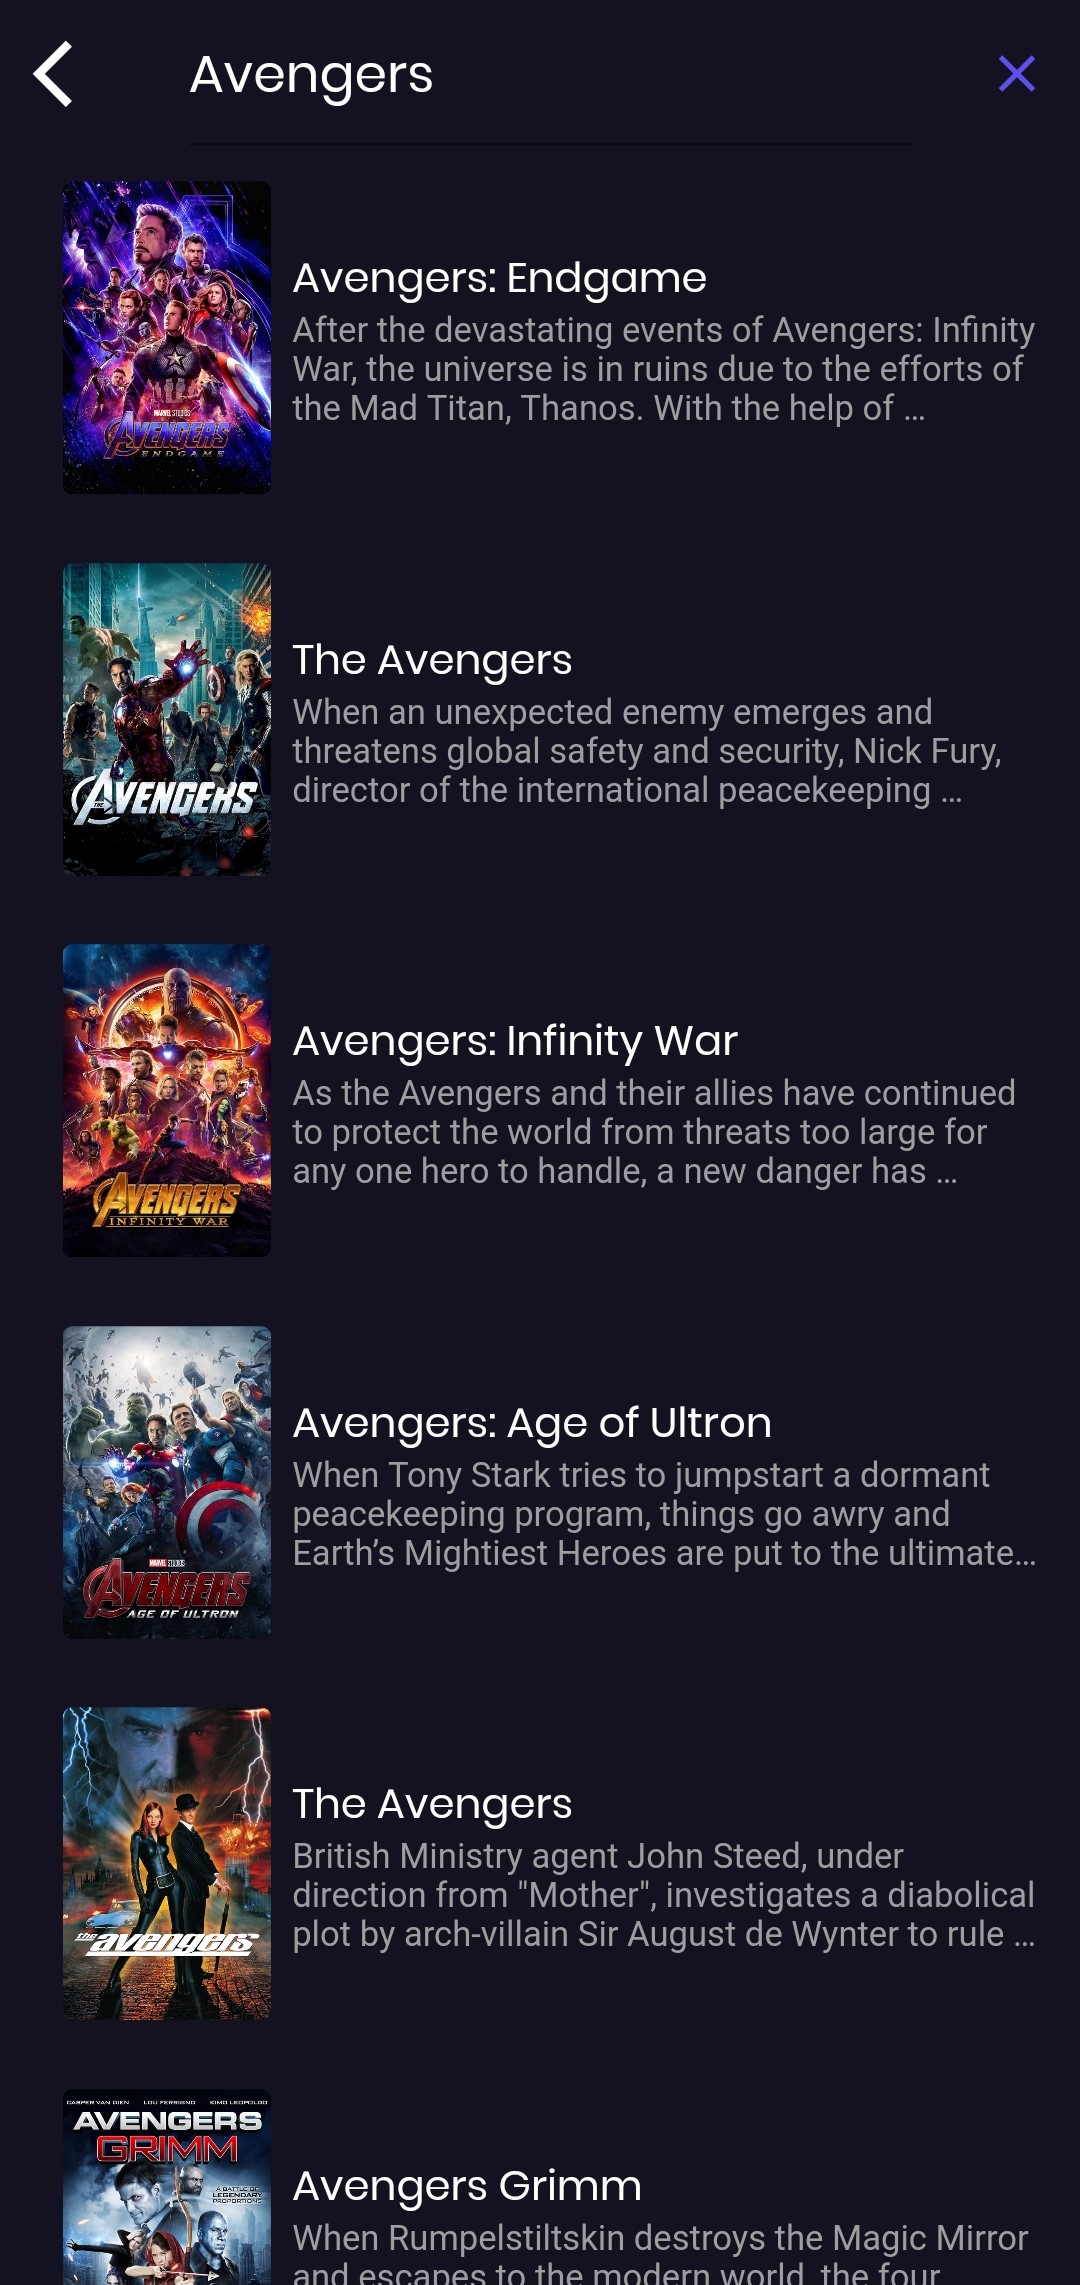 Avengers
MARVEL STUDIOS
AVENGERS
ENDGAME
Avengers: Endgame
After the devastating events of Avengers: Infinity
War, the universe is in ruins due to the efforts of
the Mad Titan, Thanos. With the help of …
THE
AVENGERS
The Avengers
When an unexpected enemy emerges and
threatens global safety and security, Nick Fury,
director of the international peacekeeping …
AVENGERS
INFINITY WAR
Avengers: Infinity War
As the Avengers and their allies have continued
to protect the world from threats too large for
any one hero to handle, a new danger has …
MARVEL STUDIOS
AVENGERS
AGE OF ULTRON
Avengers: Age of Ultron
When Tony Stark tries to jumpstart a dormant
peacekeeping program, things go awry and
Earth’s Mightiest Heroes are put to the ultimate…
the avengers
The Avengers
British Ministry agent John Steed, under
direction from "Mother", investigates a diabolical
plot by arch-villain Sir August de Wynter to rule …
CASPER VAN DIEN LOU FERRIGNO KIMO LEOPOLDO
AVENGERS
GRIMM
A BATTLE OF
LEGENDARY
PROPORTIONS
Avengers Grimm
When Rumpelstiltskin destroys the Magic Mirror
and escapes to the modern world, the four